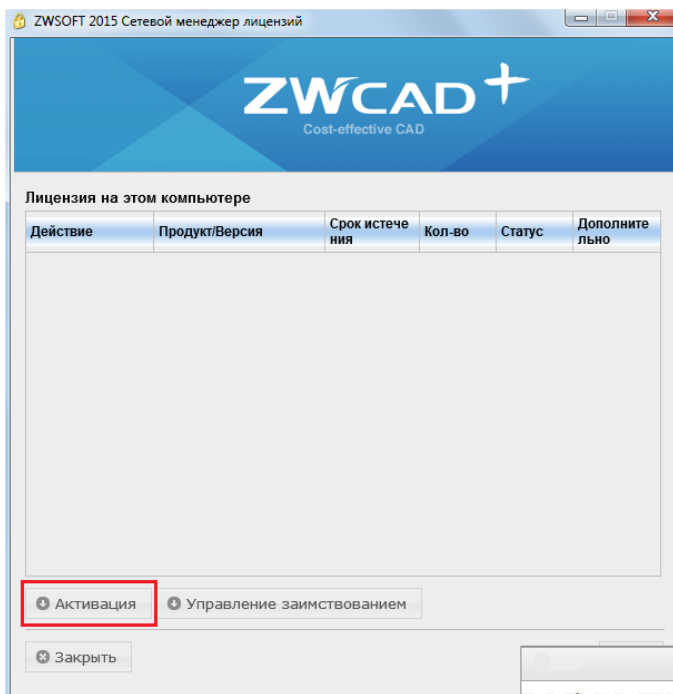 ZWSOFT 2015 Сетевой менеджер лицензий
ZWCAD+
Cost-effective CAD
Лицензия на этом компьютере
Действие Продукт/Версия Срок истече
ния Кол-во Статус Дополните
льно
Активация Управление заимствованием
Закрыть